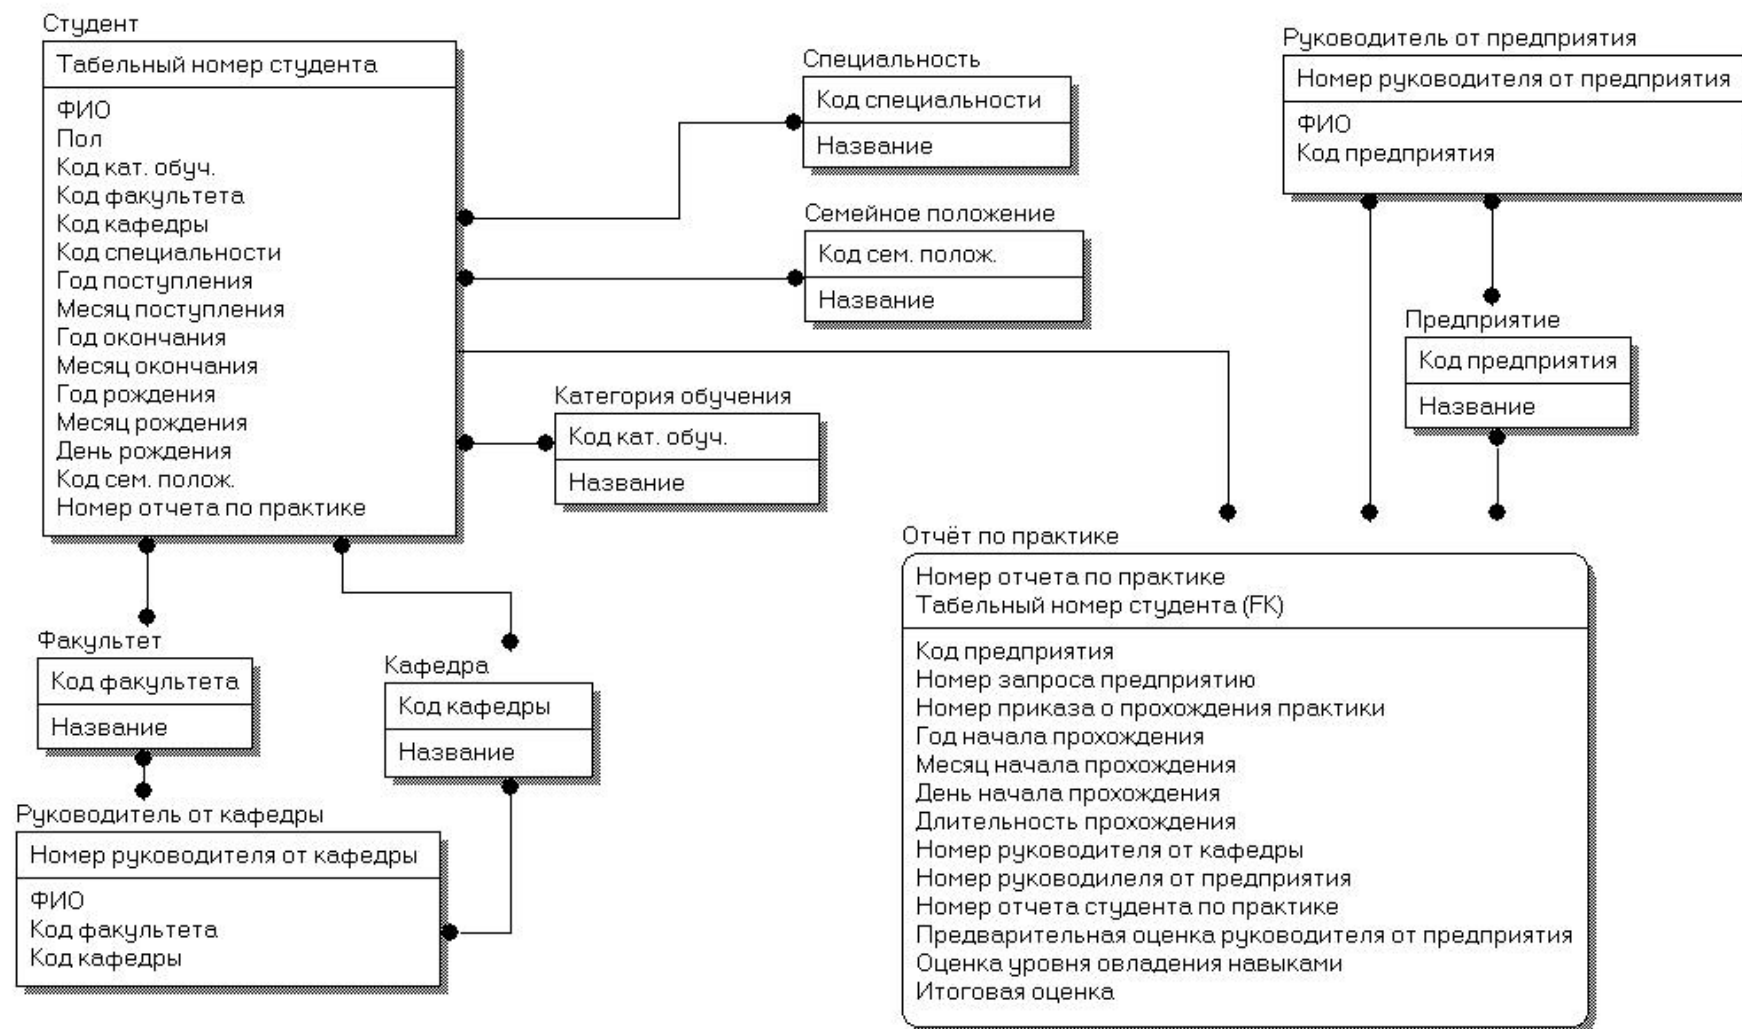 Студент
Табельный номер студента
ФИО
Пол
Код кат. обуч.
Код факультета
Код кафедры
Код специальности
Год поступления
Месяц поступления
Год окончания
Месяц окончания
Год рождения
Месяц рождения
День рождения
Код сем. полож.
Номер отчета по практике
Специальность
Код специальности
Название
Семейное положение
Код сем. полож.
Название
Категория обучения
Код кат. обуч.
Название
Руководитель от предприятия
Номер руководителя от предприятия
ФИО
Код предприятия
Предприятие
Код предприятия
Название
Факультет
Код факультета
Название
Кафедра
Код кафедры
Название
Руководитель от кафедры
Номер руководителя от кафедры
ФИО
Код факультета
Код кафедры
Отчёт по практике
Номер отчета по практике
Табельный номер студента (FK)
Код предприятия
Номер запроса предприятию
Номер приказа о прохождения практики
Год начала прохождения
Месяц начала прохождения
День начала прохождения
Длительность прохождения
Номер руководителя от кафедры
Номер руководилеля от предприятия
Номер отчета студента по практике
Предварительная оценка руководителя от предприятия
Оценка уровня овладения навыками
Итоговая оценка